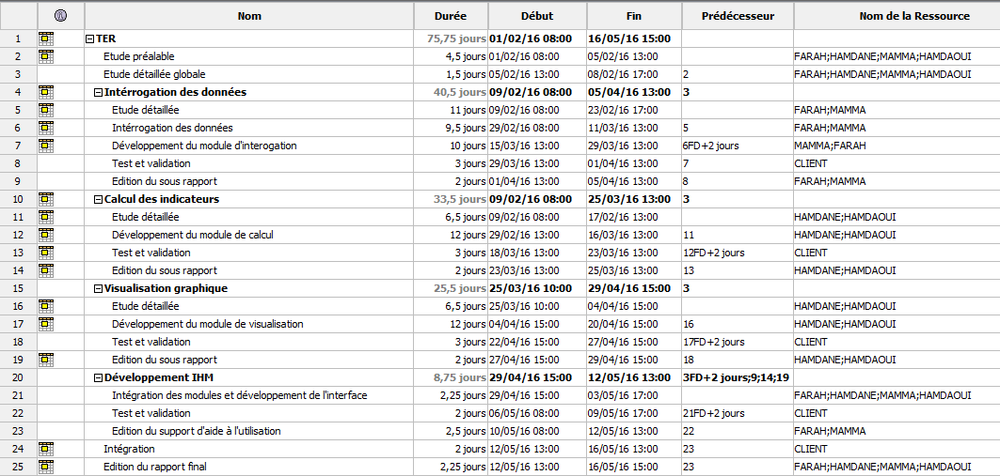 Nom Durée Début Fin Prédécesseur Nom de la Ressource
1 TER 75,75 jours 01/02/16 08:00 16/05/16 15:00
2 Etude préalable 4,5 jours 01/02/16 08:00 05/02/16 13:00 FARAH;HAMDANE;MAMMA;HAMDAOUI
3 Etude détaillée globale 1,5 jours 05/02/16 13:00 08/02/16 17:00 2 FARAH;HAMDANE;MAMMA;HAMDAOUI
4 Intérrogation des données 40,5 jours 09/02/16 08:00 05/04/16 13:00 3
5 Etude détaillée 11 jours 09/02/16 08:00 23/02/16 17:00 FARAH;MAMMA
6 Intérrogation des données 9,5 jours 29/02/16 08:00 11/03/16 13:00 5 FARAH;MAMMA
7 Développement du module d'interogation 10 jours 15/03/16 13:00 29/03/16 13:00 6FD+2 jours MAMMA;FARAH
8 Test et validation 3 jours 29/03/16 13:00 01/04/16 13:00 7 CLIENT
9 Edition du sous rapport 2 jours 01/04/16 13:00 05/04/16 13:00 8 FARAH;MAMMA
10 Calcul des indicateurs 33,5 jours 09/02/16 08:00 25/03/16 13:00 3
11 Etude détaillée 6,5 jours 09/02/16 08:00 17/02/16 13:00 HAMDANE;HAMDAOUI
12 Développement du module de calcul 12 jours 29/02/16 13:00 16/03/16 13:00 11 HAMDANE;HAMDAOUI
13 Test et validation 3 jours 18/03/16 13:00 23/03/16 13:00 12FD+2 jours CLIENT
14 Edition du sous rapport 2 jours 23/03/16 13:00 25/03/16 13:00 13 HAMDANE;HAMDAOUI
15 Visualisation graphique 25,5 jours 25/03/16 10:00 29/04/16 15:00 3
16 Etude détaillée 6,5 jours 25/03/16 10:00 04/04/16 15:00 HAMDANE;HAMDAOUI
17 Développement du module de visualisation 12 jours 04/04/16 15:00 20/04/16 15:00 16 HAMDANE;HAMDAOUI
18 Test et validation 3 jours 22/04/16 15:00 27/04/16 15:00 17FD+2 jours CLIENT
19 Edition du sous rapport 2 jours 27/04/16 15:00 29/04/16 15:00 18 HAMDANE;HAMDAOUI
20 Développement IHM 8,75 jours 29/04/16 15:00 12/05/16 13:00 3FD+2 jours;9;14;19
21 Intégration des modules et développement de l'interface 2,25 jours 29/04/16 15:00 03/05/16 17:00 FARAH;HAMDANE;MAMMA;HAMDAOUI
22 Test et validation 2 jours 06/05/16 08:00 09/05/16 17:00 21FD+2 jours CLIENT
23 Edition du support d'aide à l'utilisation 2,5 jours 10/05/16 08:00 12/05/16 13:00 22 FARAH;MAMMA
24 Intégration 2 jours 12/05/16 13:00 16/05/16 13:00 23 CLIENT
25 Edition du rapport final 2,25 jours 12/05/16 13:00 16/05/16 15:00 23 FARAH;HAMDANE;MAMMA;HAMDAOUI